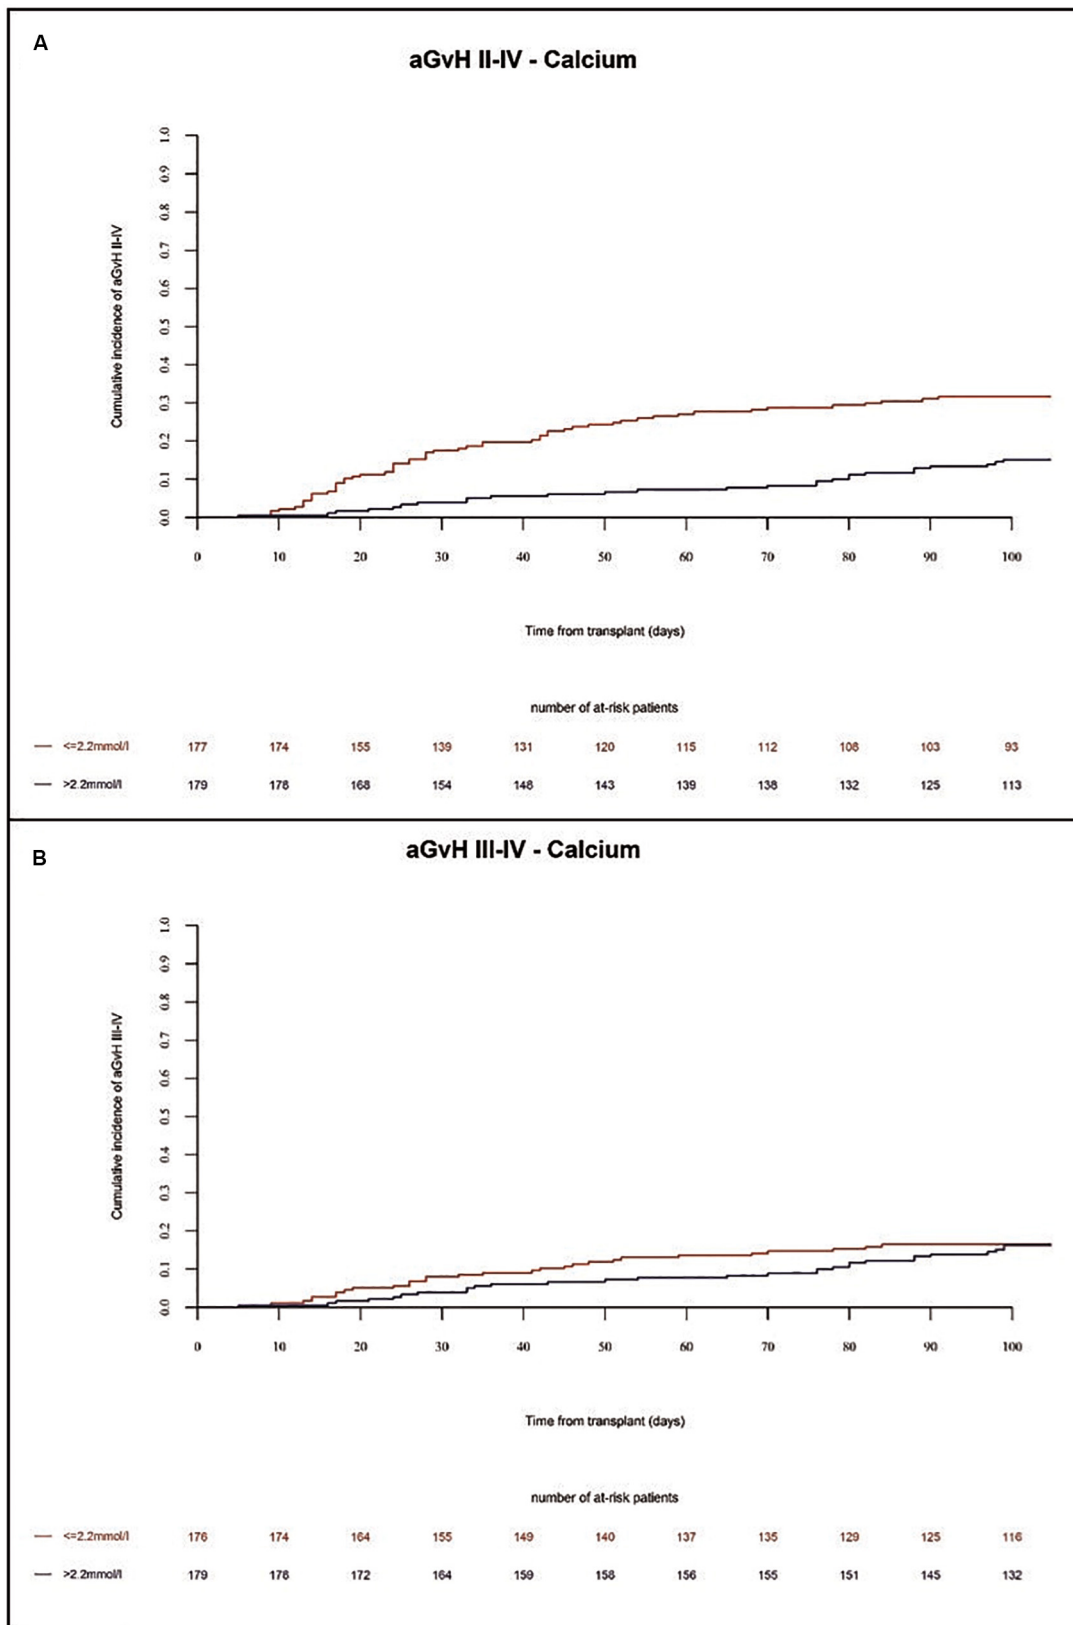 A
aGvH II-IV - Calcium
Cumulative incidence of aGvH II-IV
1.0
0.9
0.8
0.7
0.6
0.5
0.4
0.3
0.2
0.1
0.0
0 10 20 30 40 50 60 70 80 90 100
Time from transplant (days)
number of at-risk patients
<=2.2mmol/l 177 174 155 139 131 120 115 112 108 103 93
>2.2mmol/l 179 178 168 154 148 143 139 138 132 125 113
B
aGvH III-IV - Calcium
Cumulative incidence of aGvH III-IV
1.0
0.9
0.8
0.7
0.6
0.5
0.4
0.3
0.2
0.1
0.0
0 10 20 30 40 50 60 70 80 90 100
Time from transplant (days)
number of at-risk patients
<=2.2mmol/l 176 174 164 155 149 140 137 135 129 125 116
>2.2mmol/l 179 178 172 164 159 158 156 155 151 145 132